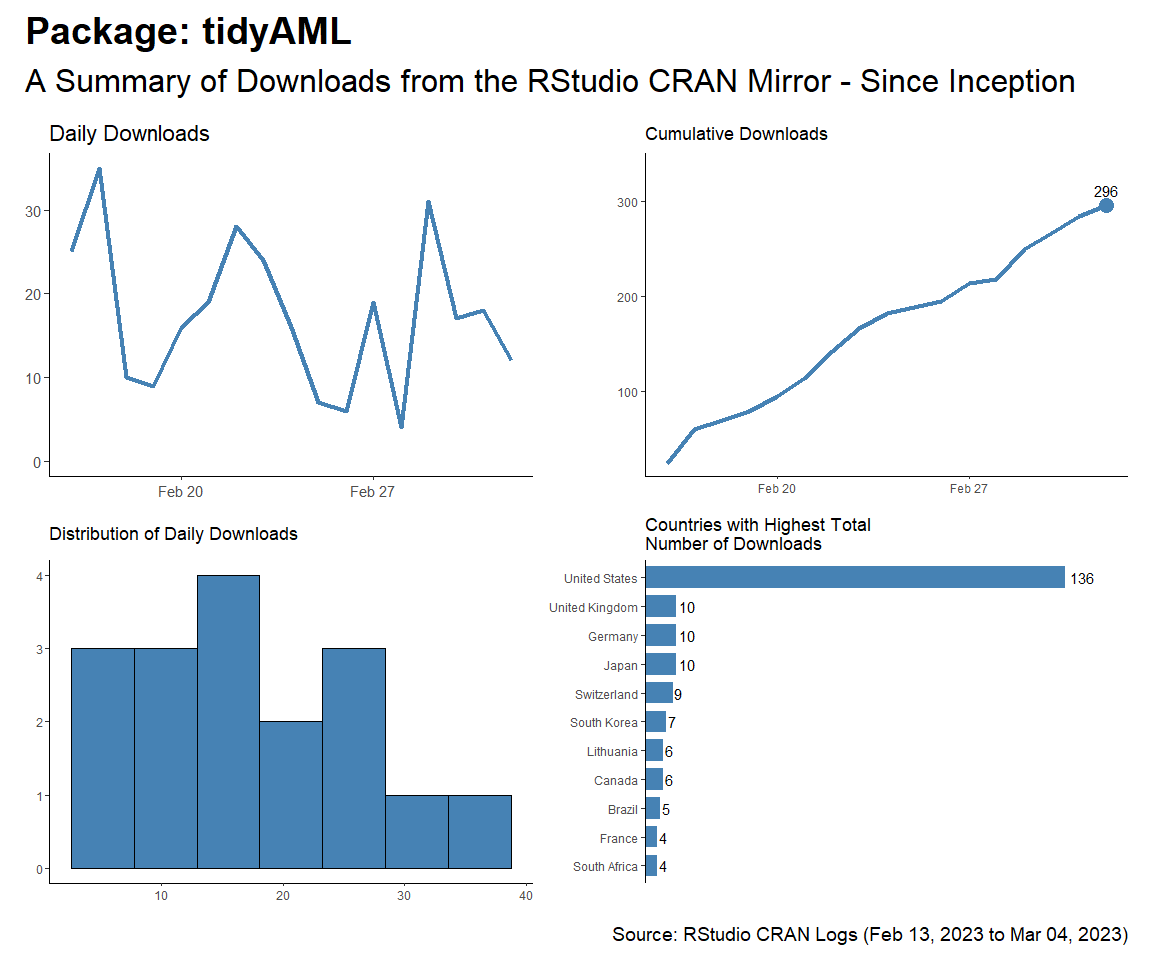 Package: tidyAML
A Summary of Downloads from the RStudio CRAN Mirror - Since Inception
Daily Downloads
30
20
10
0
Feb 20
Feb 27
Cumulative Downloads
300
200
100
296
Feb 20
Feb 27
Distribution of Daily Downloads
4
3
2
1
0
10
20
30
40
Countries with Highest Total
Number of Downloads
United States 136
United Kingdom 10
Germany 10
Japan 10
Switzerland 9
South Korea 7
Lithuania 6
Canada 6
Brazil 5
France 4
South Africa 4
Source: RStudio CRAN Logs (Feb 13, 2023 to Mar 04, 2023)